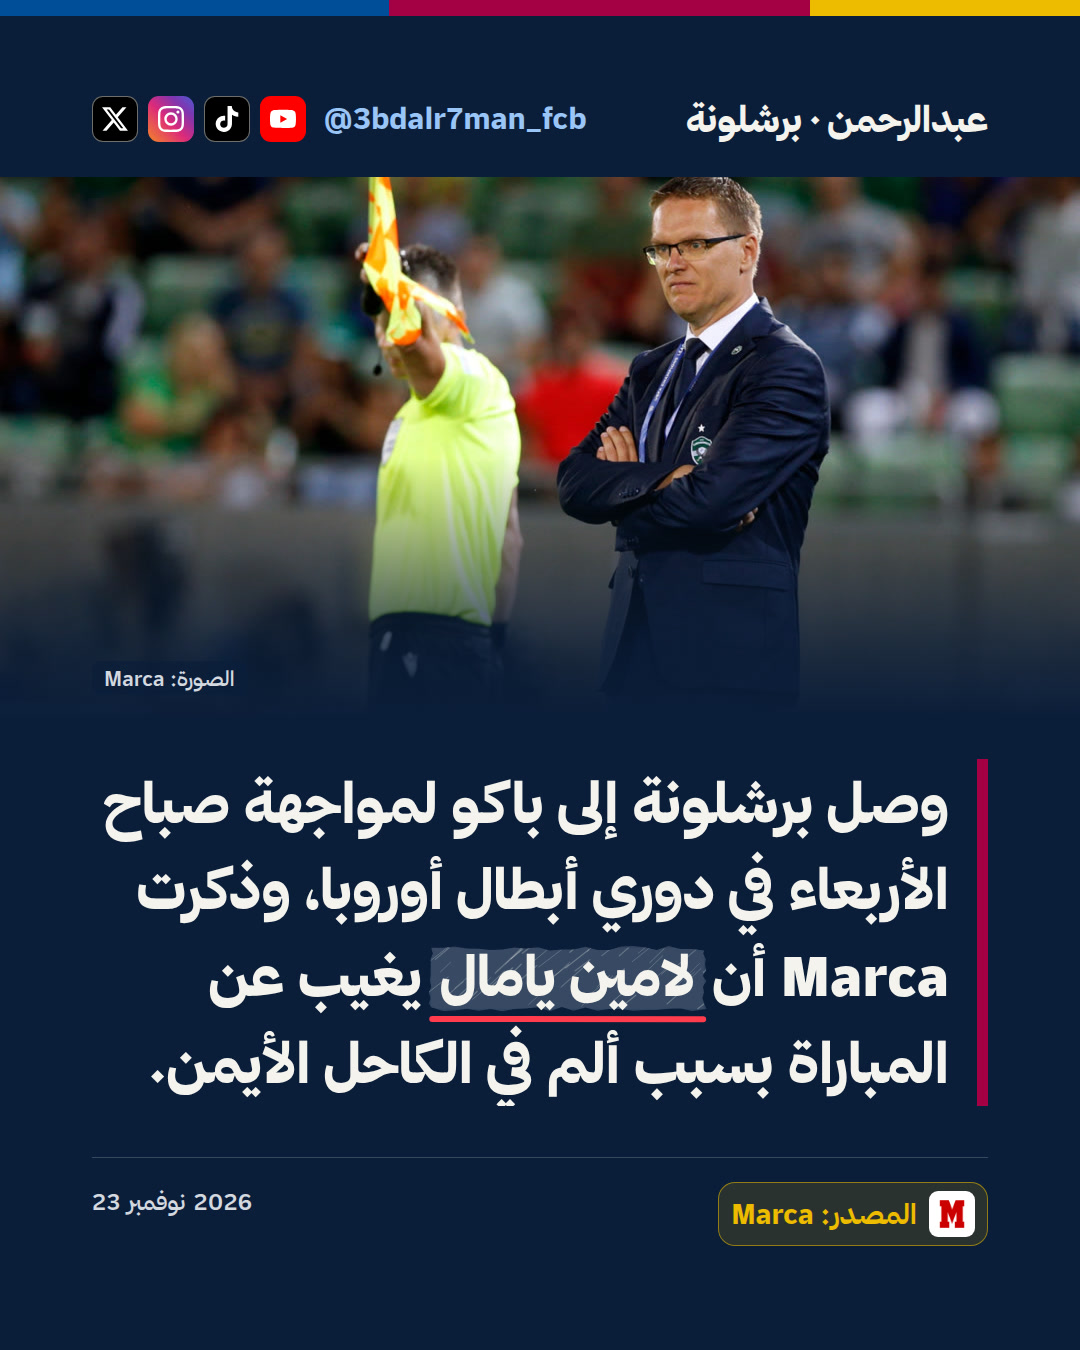 عبدالرحمن · برشلونة
@3bdalr7man_fcb
الصورة: Marca
وصل برشلونة إلى باكو لمواجهة صباح
الأربعاء في دوري أبطال أوروبا، وذكرت
Marca أن لامين يامال يغيب عن
المباراة بسبب ألم في الكاحل الأيمن.
M المصدر: Marca
23 نوفمبر 2026